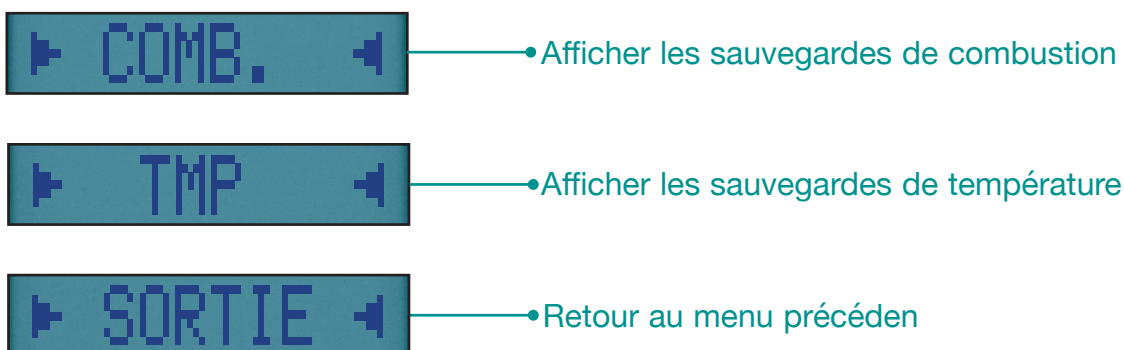 COMB.
Afficher les sauvegardes de combustion
TMP
Afficher les sauvegardes de température
SORTIE
Retour au menu précéden